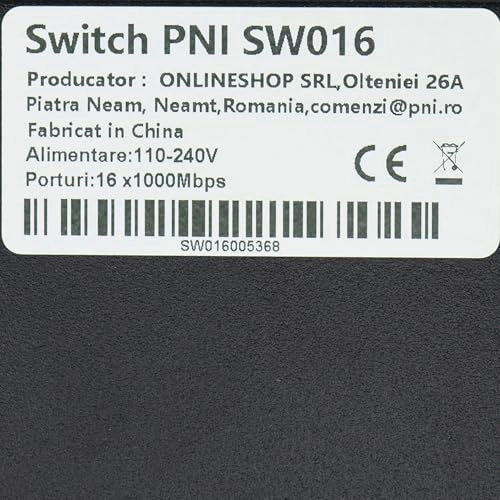 Switch PNI SW016
Producator : ONLINESHOP SRL,Olteniei 26A
Piatra Neam, Neamt,Romania,comenzi@pni.ro
Fabricat in China
Alimentare:110-240V
Porturi:16 x1000Mbps
CE
SW016005368